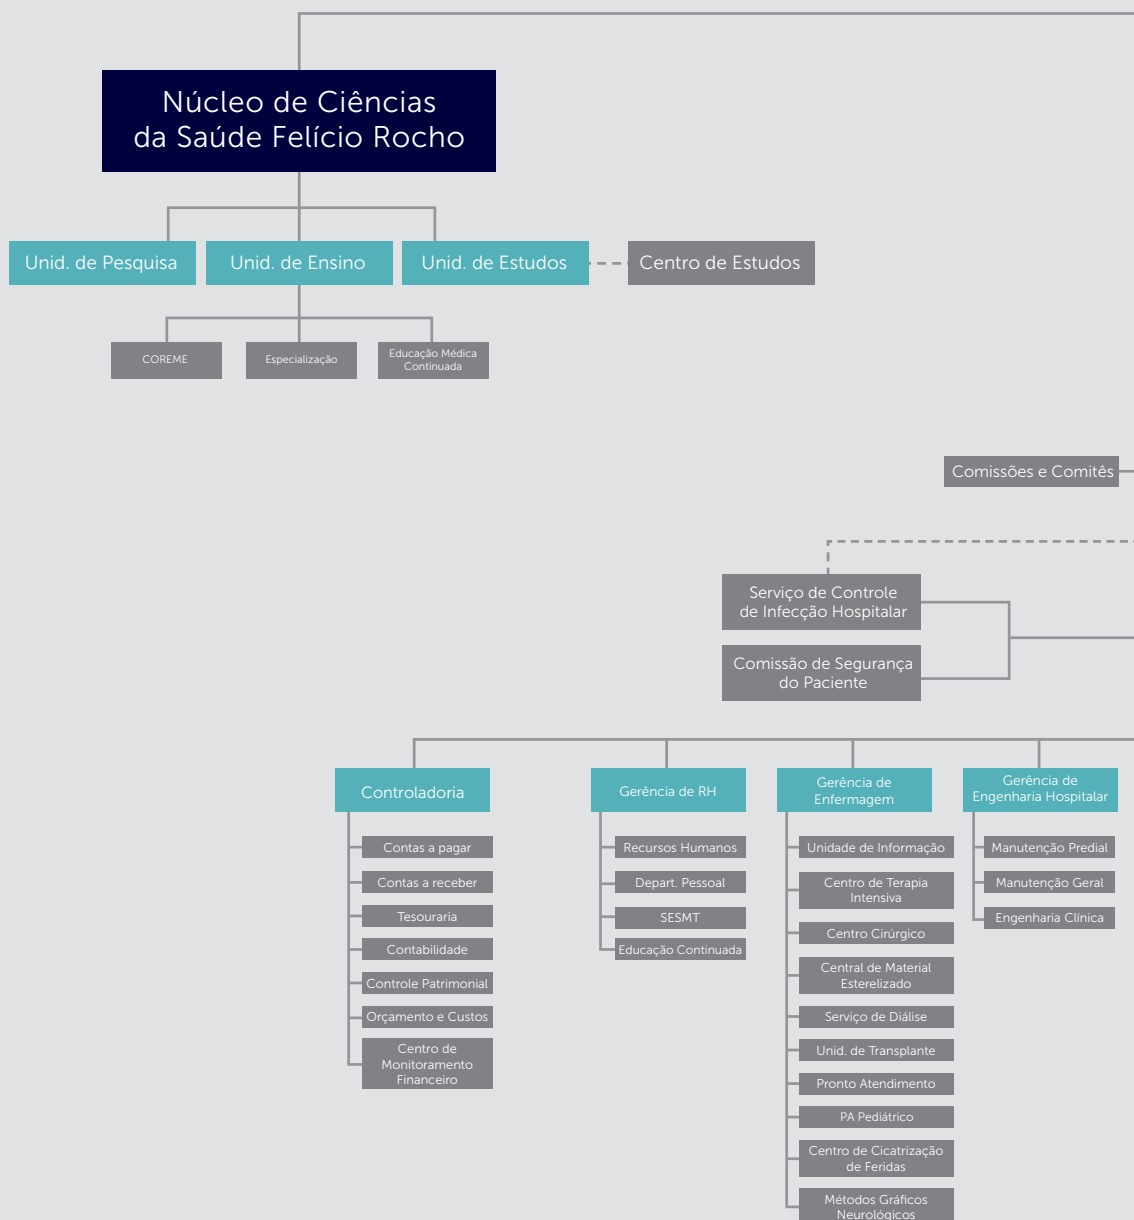 Núcleo de Ciências
da Saúde Felício Rocho
Unid. de Pesquisa
Unid. de Ensino
Unid. de Estudos
Centro de Estudos
COREME
Especialização
Educação Médica
Continuada
Comissões e Comitês
Serviço de Controle
de Infecção Hospitalar
Comissão de Segurança
do Paciente
Controladoria
Contas a pagar
Contas a receber
Tesouraria
Contabilidade
Controle Patrimonial
Orçamento e Custos
Centro de
Monitoramento
Financeiro
Gerência de RH
Recursos Humanos
Depart. Pessoal
SESMT
Educação Continuada
Gerência de
Enfermagem
Unidade de Informação
Centro de Terapia
Intensiva
Centro Cirúrgico
Central de Material
Esterelizado
Serviço de Diálise
Unid. de Transplante
Pronto Atendimento
PA Pediátrico
Centro de Cicatrização
de Feridas
Métodos Gráficos
Neurológicos
Gerência de
Engenharia Hospitalar
Manutenção Predial
Manutenção Geral
Engenharia Clínica